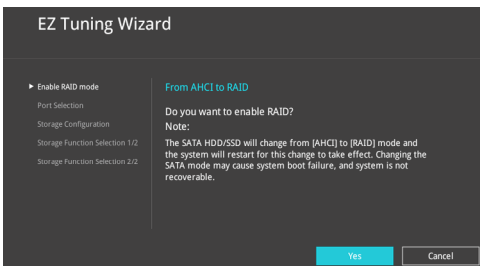 EZ Tuning Wizard
Enable RAID mode
Port Selection
Storage Configuration
Storage Function Selection 1/2
Storage Function Selection 2/2
From AHCI to RAID
Do you want to enable RAID?
Note:
The SATA HDD/SSD will change from [AHCI] to [RAID] mode and
the system will restart for this change to take effect. Changing the
SATA mode may cause system boot failure, and system is not
recoverable.
Yes
Cancel